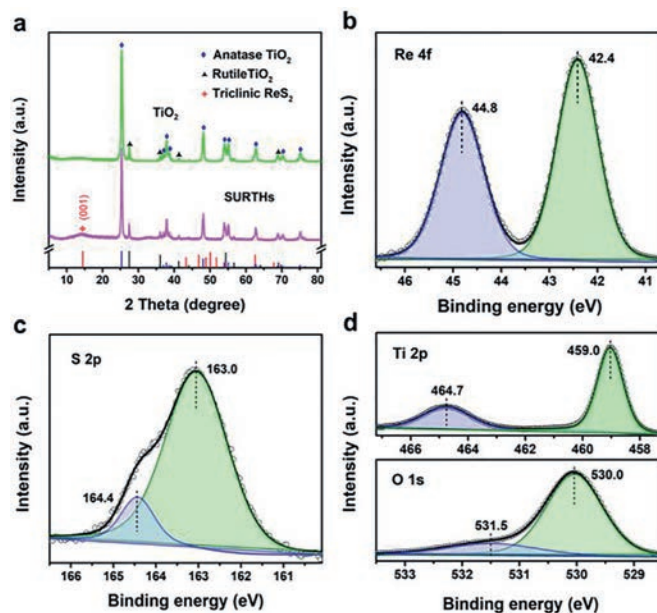 a
Anatase TiO2
RutileTiO2
Triclinic ReS2
TiO2
(001)
SURTHs
Intensity (a.u.)
5 10 20 30 40 50 60 70 80
2 Theta (degree)
b
Re 4f
42.4
44.8
Intensity (a.u.)
46 45 44 43 42 41
Binding energy (eV)
c
S 2p
163.0
164.4
Intensity (a.u.)
166 165 164 163 162 161 160
Binding energy (eV)
d
Ti 2p
459.0
464.7
Intensity (a.u.)
466 464 462 460 458
O 1s
530.0
531.5
Intensity (a.u.)
533 532 531 530 529
Binding energy (eV)